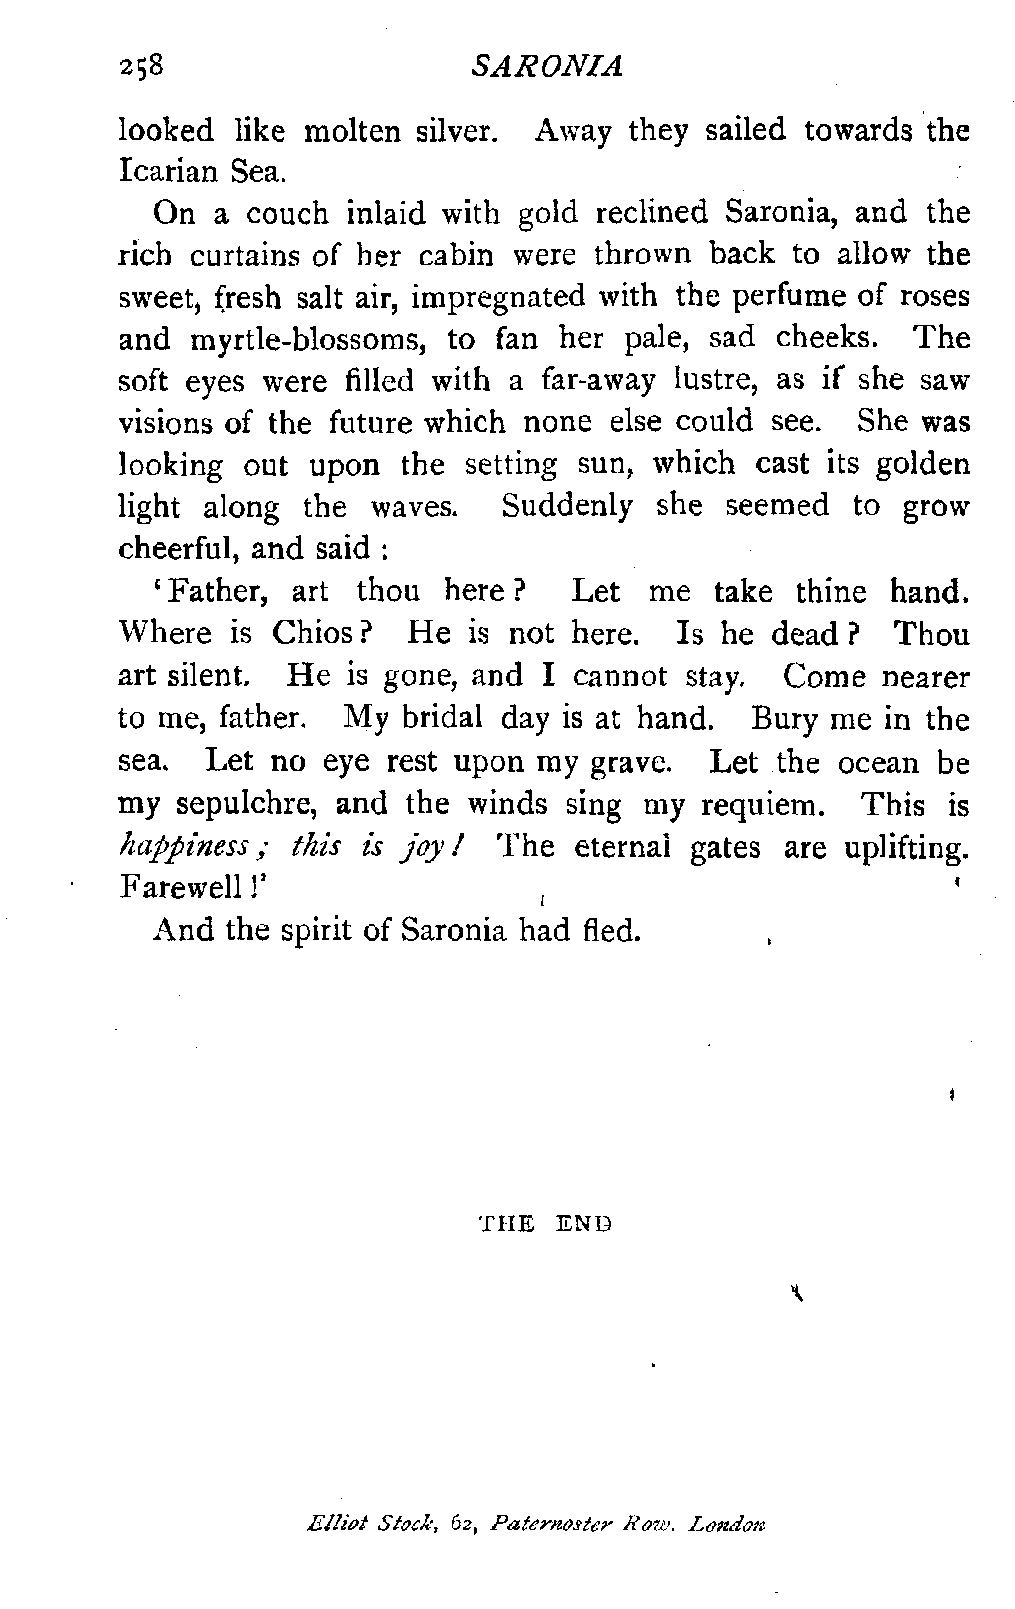 258 SARONIA
looked like molten silver. Away they sailed towards the
Icarian Sea.
On a couch inlaid with gold reclined Saronia, and the
rich curtains of her cabin were thrown back to allow the
sweet, fresh salt air, impregnated with the perfume of roses
and myrtle-blossoms, to fan her pale, sad cheeks. The
soft eyes were filled with a far-away lustre, as if she saw
visions of the future which none else could see. She was
looking out upon the setting sun, which cast its golden
light along the waves. Suddenly she seemed to grow
cheerful, and said :
‘Father, art thou here? Let me take thine hand.
Where is Chios? He is not here. Is he dead? Thou
art silent. He is gone, and I cannot stay. Come nearer
to me, father. My bridal day is at hand. Bury me in the
sea. Let no eye rest upon my grave. Let the ocean be
my sepulchre, and the winds sing my requiem. This is
happiness; this is joy! The eternal gates are uplifting.
Farewell!’
And the spirit of Saronia had fled.
THE END
Elliot Stock, 62, Paternoster Row. London